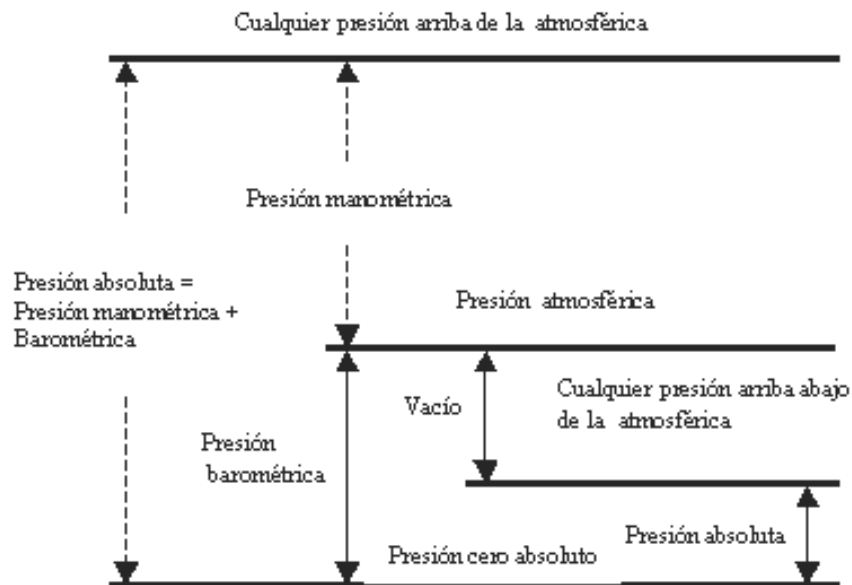 Cualquier presión arriba de la atmosférica
Presión manométrica
Presión absoluta =
Presión manométrica +
Barométrica
Presión atmosférica
Vacío
Cualquier presión arriba abajo
de la atmosférica
Presión
barométrica
Presión absoluta
Presión cero absoluto